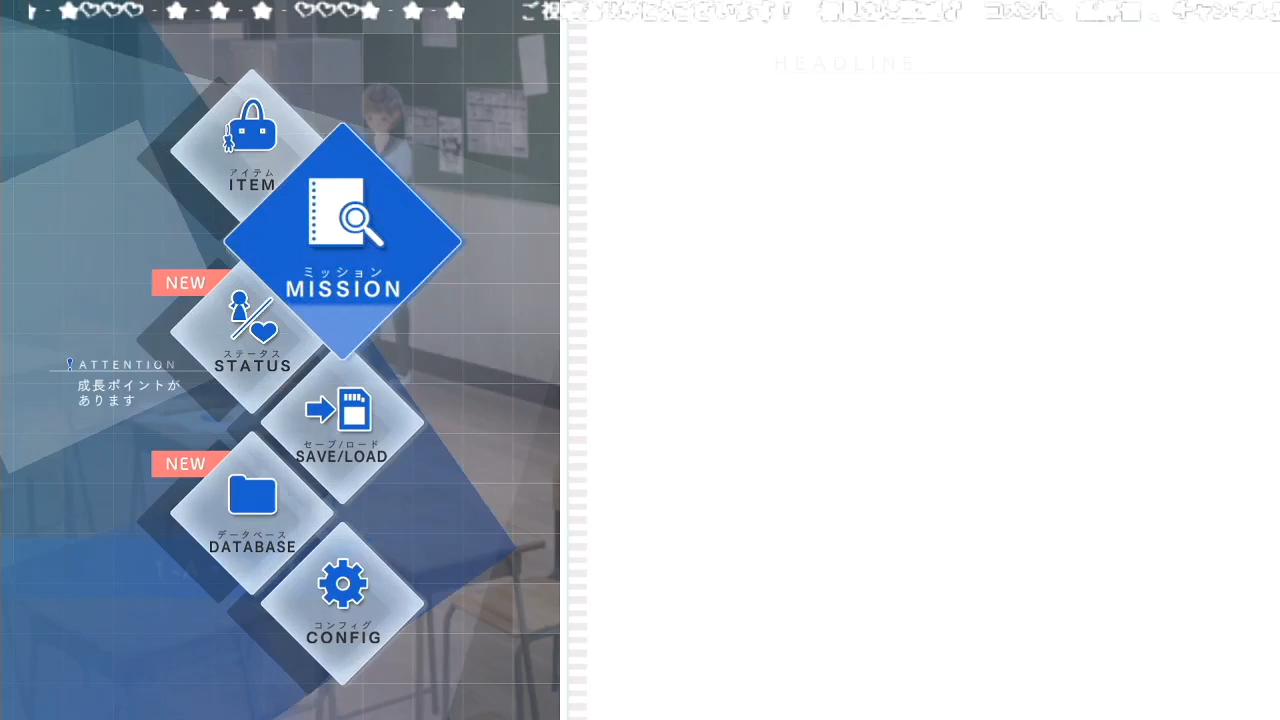 HEADLINE
アイテム
ITEM
ミッション
MISSION
NEW
ステータス
STATUS
ATTENTION
成長ポイントが
あります
セーブ/ロード
SAVE/LOAD
NEW
データベース
DATABASE
コンフィグ
CONFIG